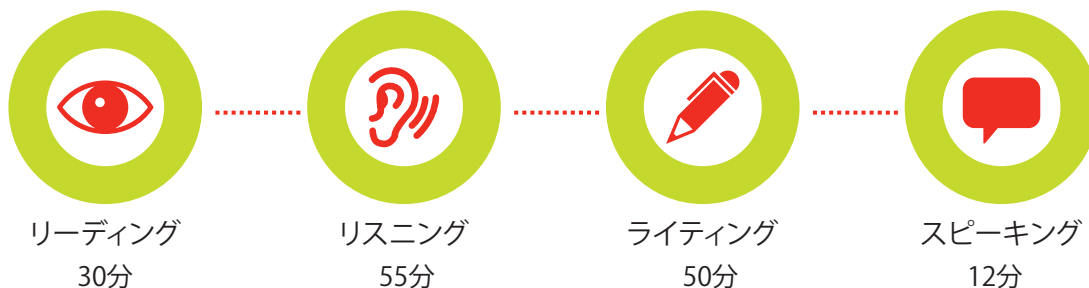 リーディング
30分
リスニング
55分
ライティング
50分
スピーキング
12分